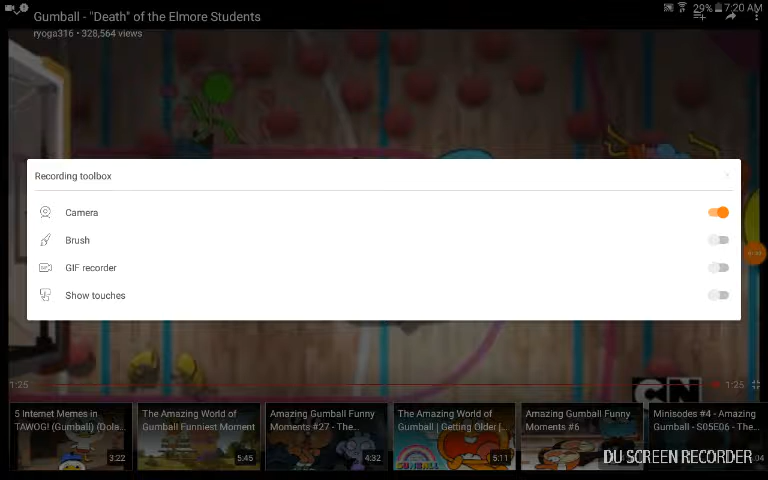 Gumball - "Death" of the Elmore Students
29% 7:20 AM
ryoga316 • 328,564 views
Recording toolbox
Camera
Brush
GIF recorder
Show touches
1:25
1:25
CN
5 Internet Memes in
TAWOG! (Gumball) (Dols...
3:22
The Amazing World of
Gumball Funniest Moment
5:45
Amazing Gumball Funny
Moments #27 - The...
4:32
The Amazing World of
Gumball | Getting Older |...
5:11
Amazing Gumball Funny
Moments #6
Minisodes #4 - Amazing
Gumball - S05E06 - The...
DU SCREEN RECORDER